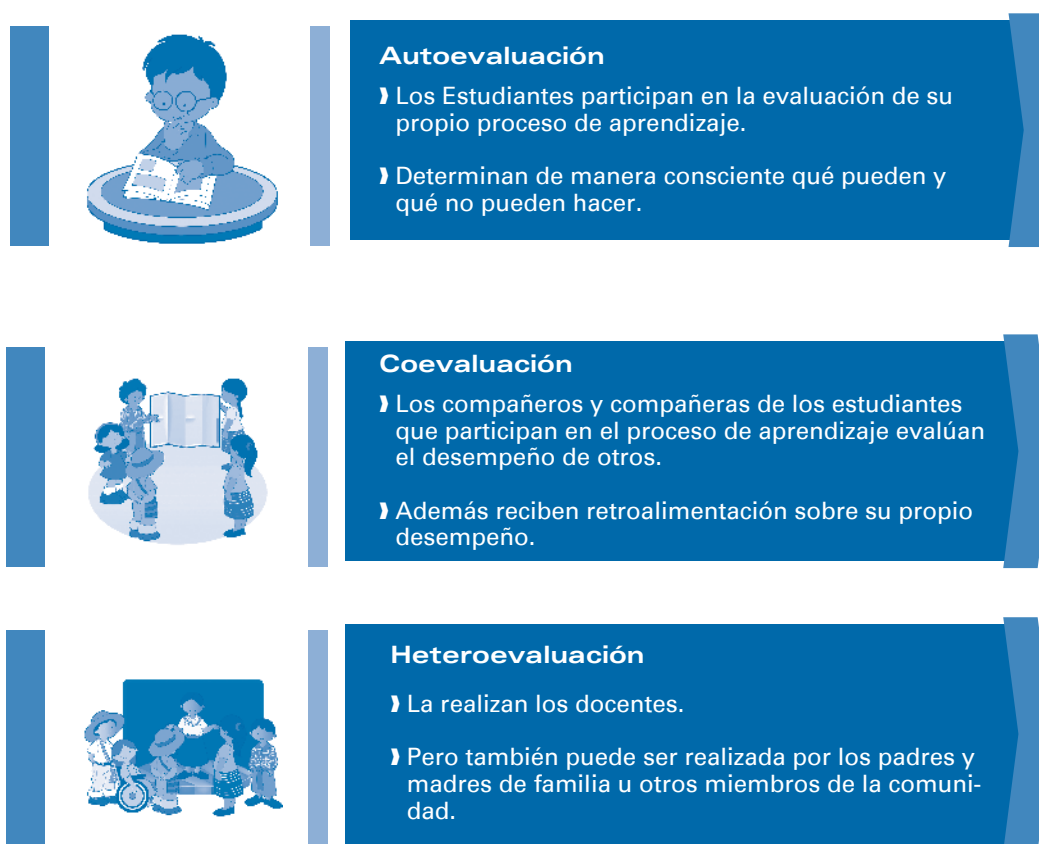 Autoevaluación
❱ Los Estudiantes participan en la evaluación de su
propio proceso de aprendizaje.
❱ Determinan de manera consciente qué pueden y
qué no pueden hacer.
Coevaluación
❱ Los compañeros y compañeras de los estudiantes
que participan en el proceso de aprendizaje evalúan
el desempeño de otros.
❱ Además reciben retroalimentación sobre su propio
desempeño.
Heteroevaluación
❱ La realizan los docentes.
❱ Pero también puede ser realizada por los padres y
madres de familia u otros miembros de la comuni-
dad.